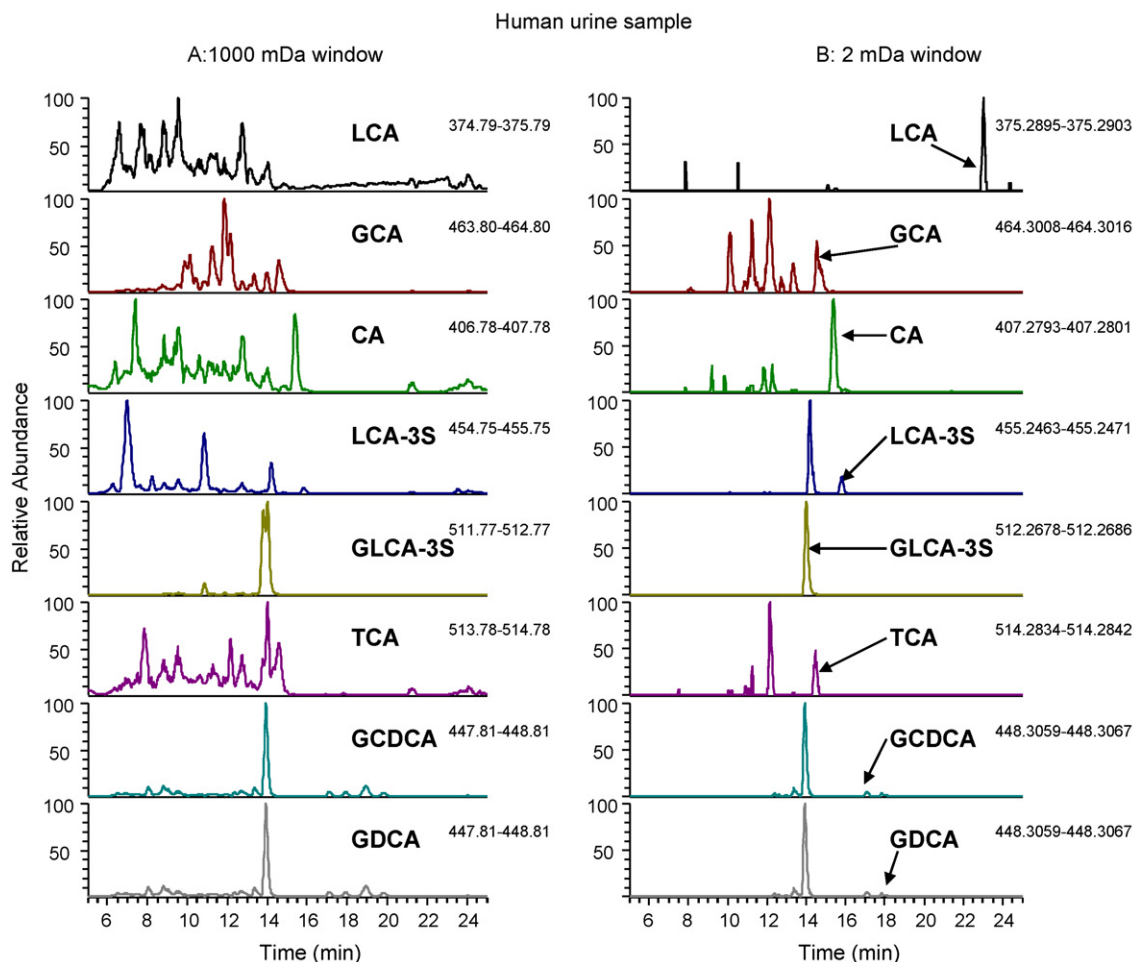 Human urine sample
A:1000 mDa window
B: 2 mDa window
Relative Abundance
100
50
LCA
374.79-375.79
100
50
GCA
463.80-464.80
100
50
CA
406.78-407.78
100
50
LCA-3S
454.75-455.75
100
50
GLCA-3S
511.77-512.77
100
50
TCA
513.78-514.78
100
50
GCDCA
447.81-448.81
100
50
GDCA
447.81-448.81
6 8 10 12 14 16 18 20 22 24
Time (min)
100
50
LCA
375.2895-375.2903
100
50
GCA
464.3008-464.3016
100
50
CA
407.2793-407.2801
100
50
LCA-3S
455.2463-455.2471
100
50
GLCA-3S
512.2678-512.2686
100
50
TCA
514.2834-514.2842
100
50
GCDCA
448.3059-448.3067
100
50
GDCA
448.3059-448.3067
6 8 10 12 14 16 18 20 22 24
Time (min)